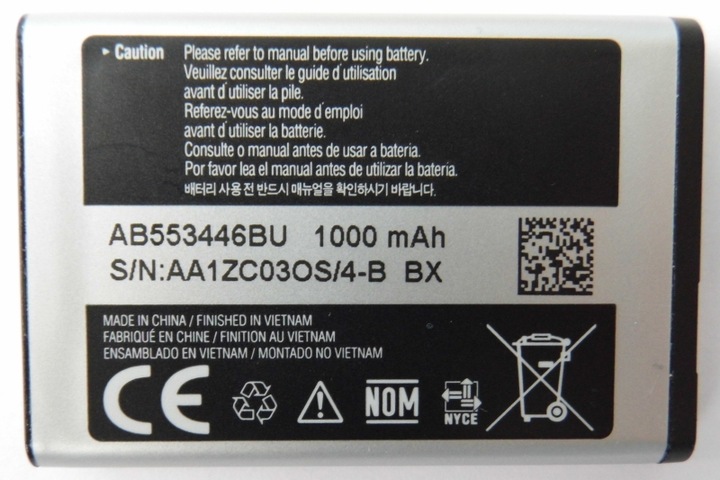 Caution Please refer to manual before using battery.
Veuillez consulter le guide d'utilisation
avant d'utiliser la pile.
Referez-vous au mode d'emploi
avant d'utiliser la batterie.
Consulte o manual antes de usar a bateria.
Por favor lea el manual antes de utilizar la batería.
배터리 사용 전 반드시 매뉴얼을 확인하시기 바랍니다.
AB553446BU 1000 mAh
S/N:AA1ZC03OS/4-B BX
MADE IN CHINA / FINISHED IN VIETNAM
FABRIQUÉ EN CHINE / FINITION AU VIETNAM
ENSAMBLADO EN VIETNAM / MONTADO NO VIETNAM
CE
NOM
NYCE